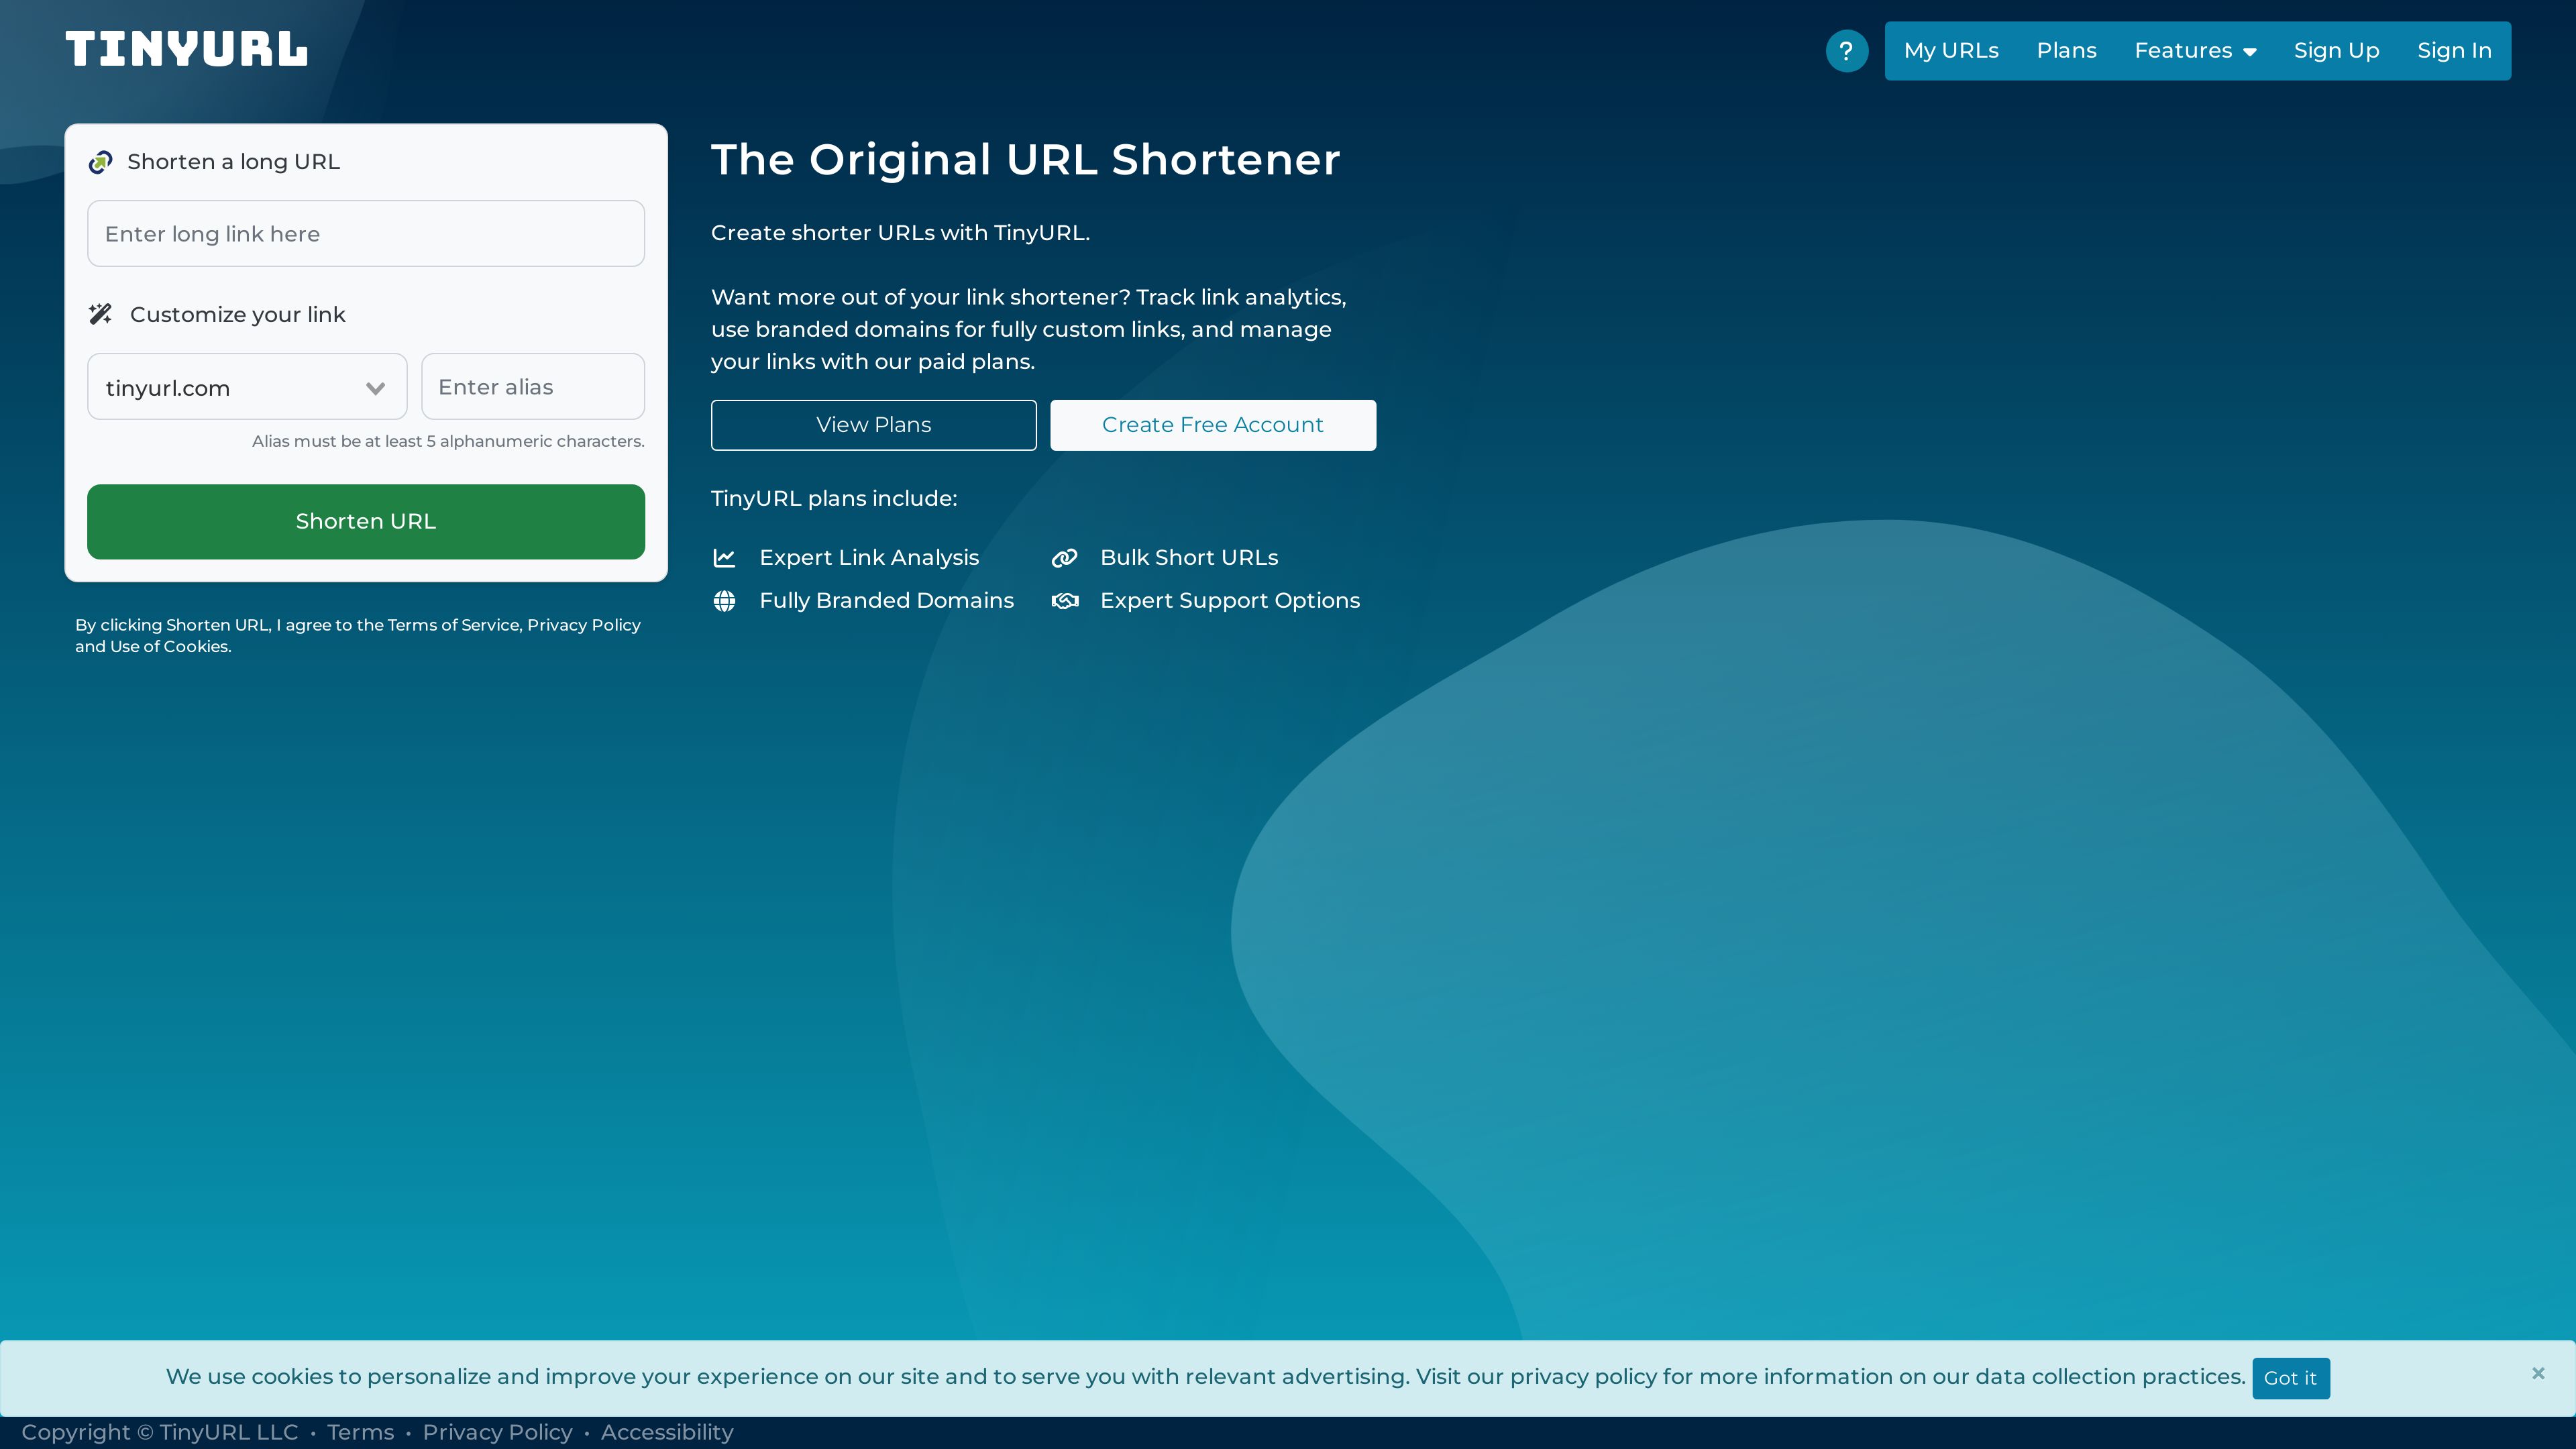 TINYURL
?
My URLs
Plans
Features
Sign Up
Sign In
Shorten a long URL
Enter long link here
Customize your link
tinyurl.com
Enter alias
Alias must be at least 5 alphanumeric characters.
Shorten URL
By clicking Shorten URL, I agree to the Terms of Service, Privacy Policy
and Use of Cookies.
The Original URL Shortener
Create shorter URLs with TinyURL.
Want more out of your link shortener? Track link analytics,
use branded domains for fully custom links, and manage
your links with our paid plans.
View Plans
Create Free Account
TinyURL plans include:
Expert Link Analysis
Bulk Short URLs
Fully Branded Domains
Expert Support Options
We use cookies to personalize and improve your experience on our site and to serve you with relevant advertising. Visit our privacy policy for more information on our data collection practices. Got it ×
Copyright © TinyURL LLC • Terms • Privacy Policy • Accessibility